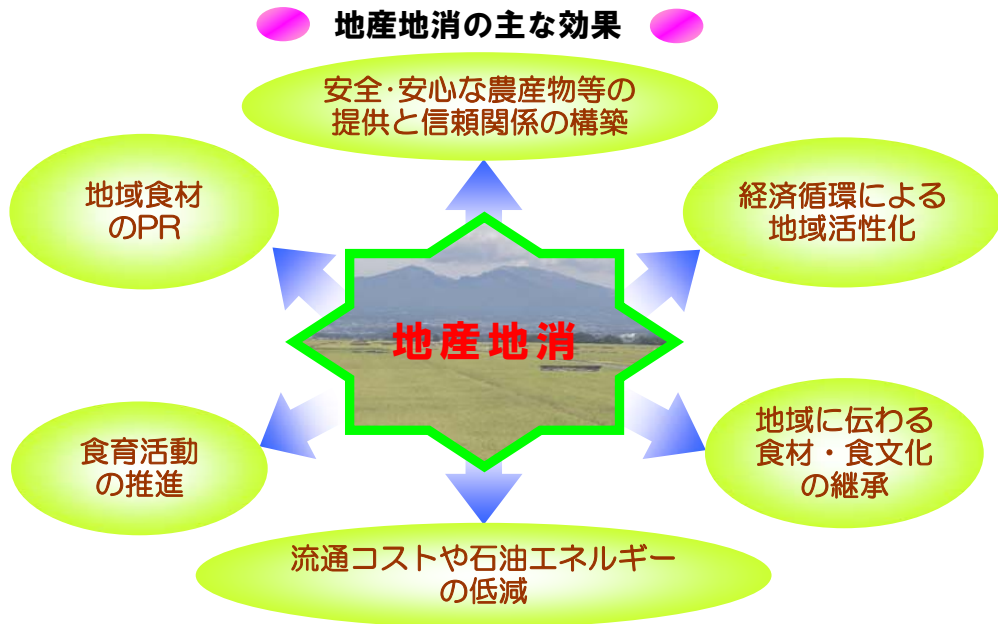 地産地消の主な効果
安全・安心な農産物等の
提供と信頼関係の構築
地域食材
のPR
経済循環による
地域活性化
地産地消
食育活動
の推進
地域に伝わる
食材・食文化
の継承
流通コストや石油エネルギー
の低減